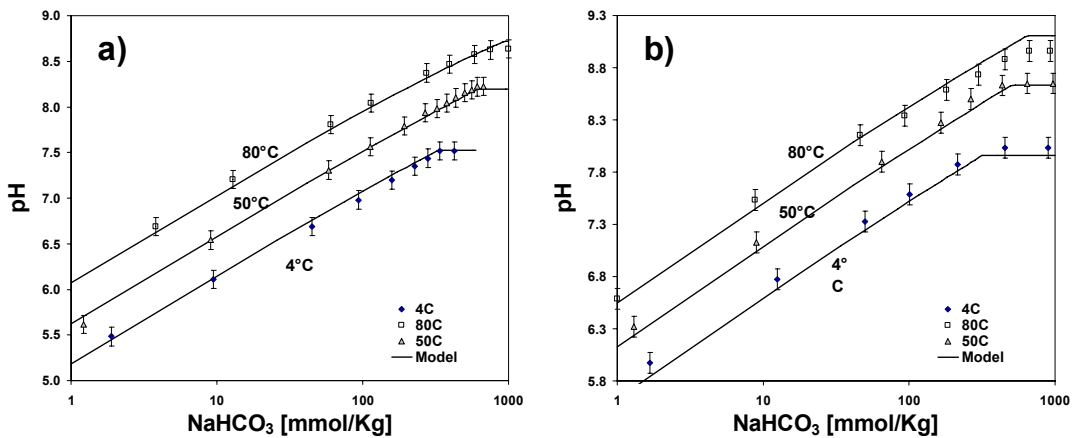 a)
9.0
8.5
8.0
7.5
7.0
6.5
6.0
5.5
5.0
pH
80°C
50°C
4°C
4C
80C
50C
Model
1
10
100
1000
NaHCO3 [mmol/Kg]
b)
9.3
8.8
8.3
7.8
7.3
6.8
6.3
5.8
pH
80°C
50°C
4°
C
4C
80C
50C
Model
1
10
100
1000
NaHCO3 [mmol/Kg]